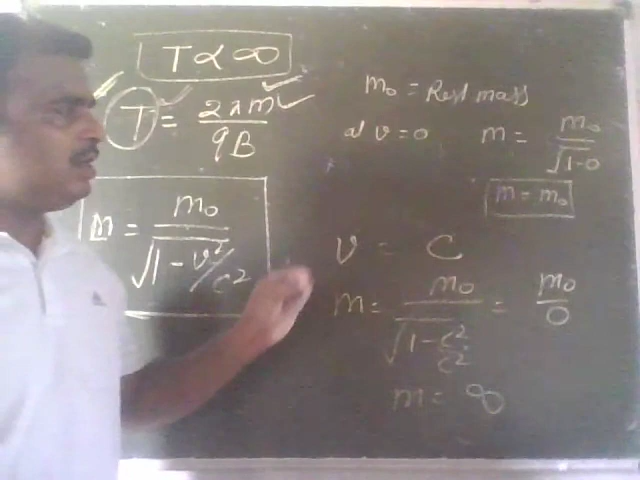 T ∝ ∞
T = 2πm / qB
m = m₀ / √1 - v²/c²
m₀ = Rest mass
at v = 0 m = m₀ / √1-0
m = m₀
v = c
m = m₀ / √1 - c²/c² = m₀ / 0
m = ∞